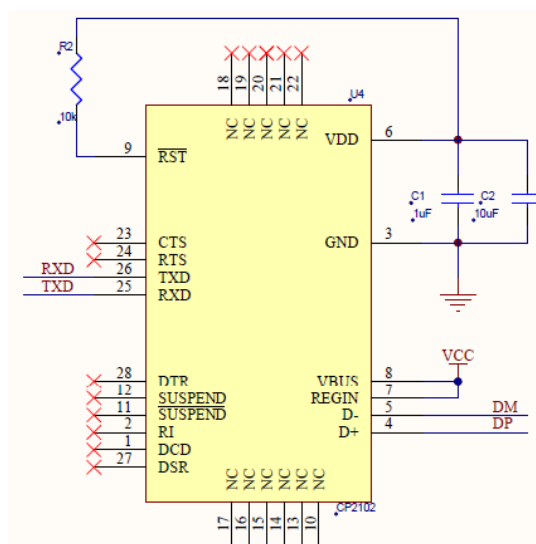 R2
10k
18
19
20
21
22
NC
NC
NC
NC
NC
U4
9
RST
VDD
6
C1
1uF
C2
10uF
GND
3
23
CTS
24
RTS
RXD
26
TXD
TXD
25
RXD
VCC
28
DTR
VBUS
8
12
SUSPEND
REGIN
7
11
SUSPEND
D-
5
DM
2
RI
D+
4
DP
1
DCD
27
DSR
NC
NC
NC
NC
NC
NC
17
16
15
14
13
10
CP2102